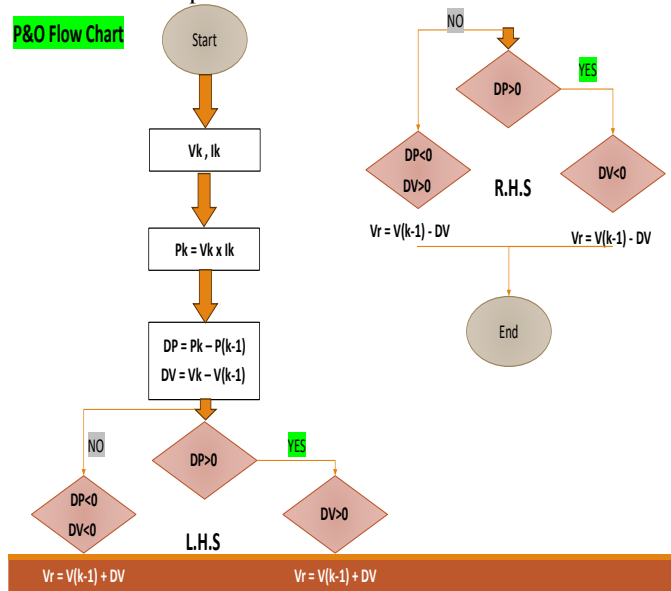 P&O Flow Chart
Start
Vk , Ik
Pk = Vk x Ik
DP = Pk – P(k-1)
DV = Vk – V(k-1)
NO
DP>0
YES
DP<0
DV<0
DV>0
L.H.S
Vr = V(k-1) + DV
Vr = V(k-1) + DV
NO
DP>0
YES
DP<0
DV>0
DV<0
R.H.S
Vr = V(k-1) - DV
Vr = V(k-1) - DV
End